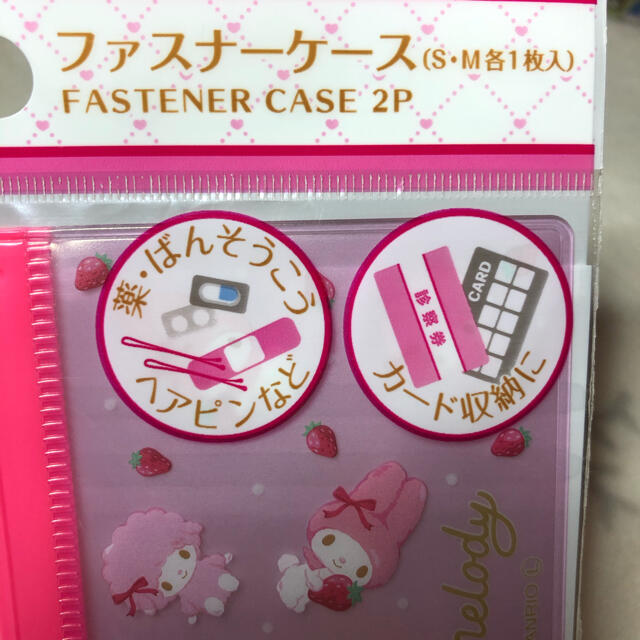 ファスナーケース(S・M各1枚入)
FASTENER CASE 2P
薬・ばんそうこう
ヘアピンなど
診察券
CARD
カード収納に
melody
SANRIO